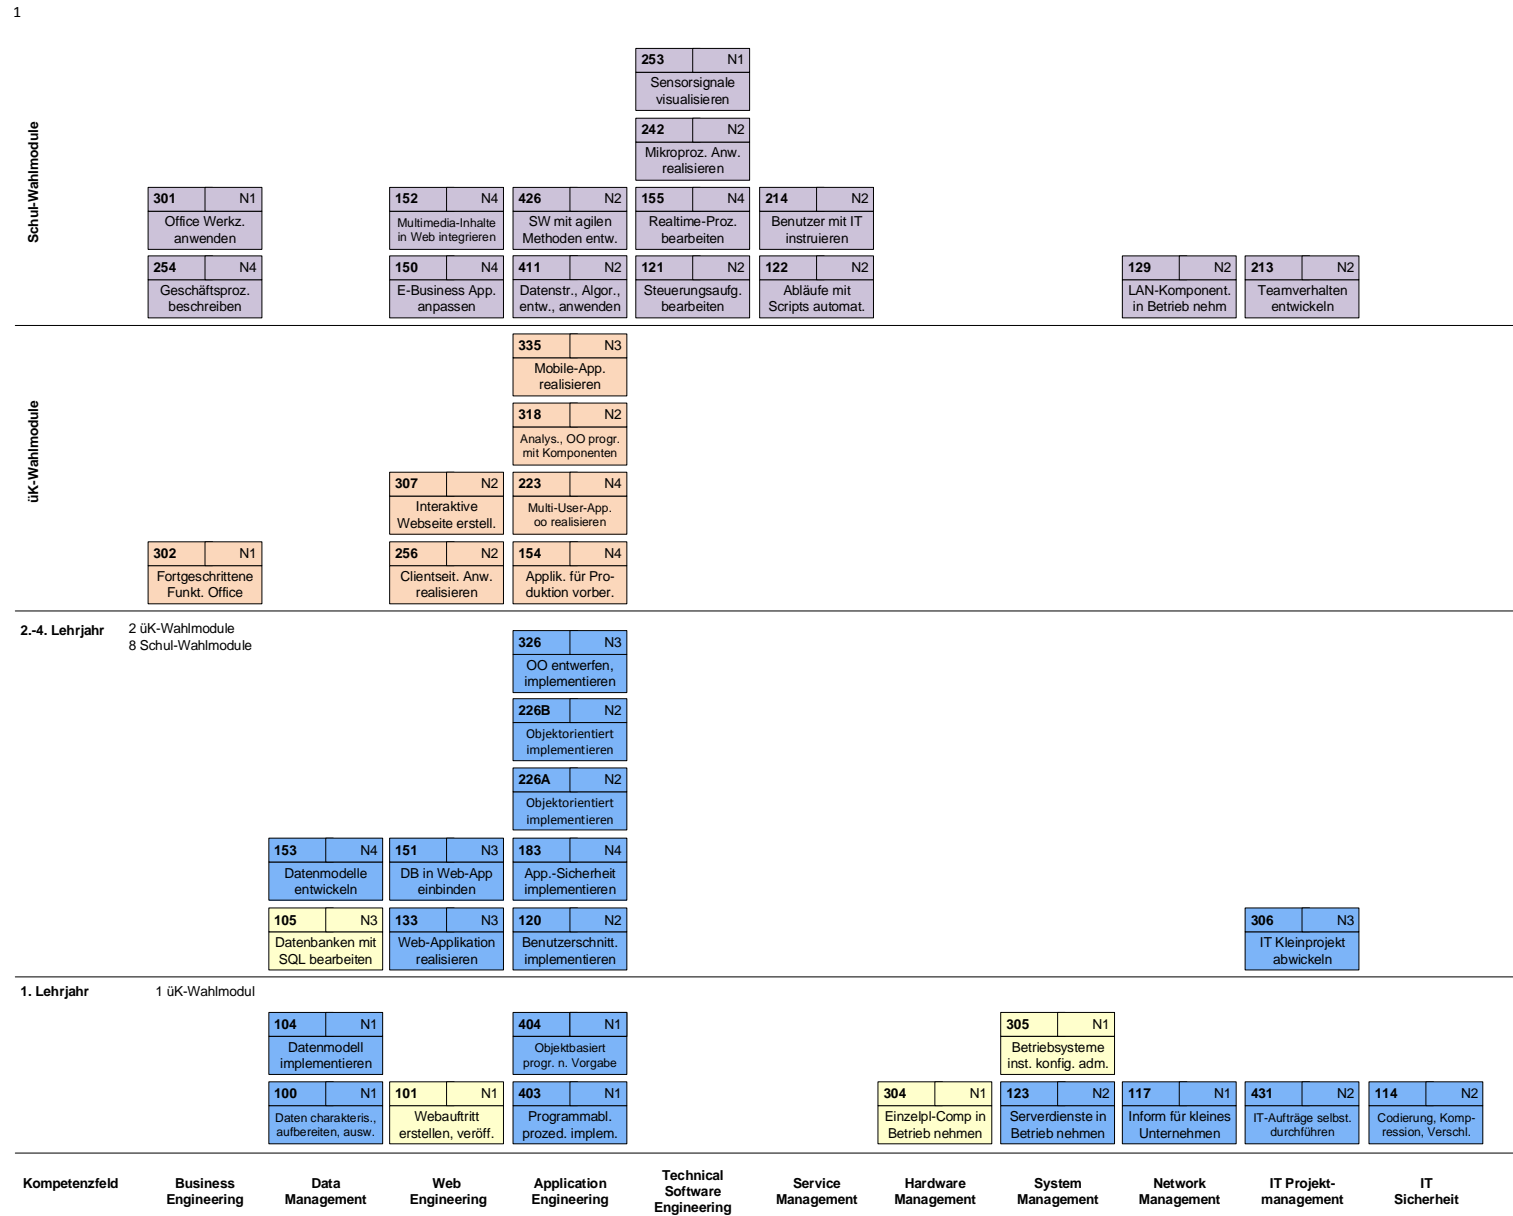 1
253 N1
Sensorsignale
visualisieren
242 N2
Mikroproz. Anw.
realisieren
Schul-Wahlmodule
301 N1
Office Werkz.
anwenden
152 N4
Multimedia-Inhalte
in Web integrieren
426 N2
SW mit agilen
Methoden entw.
155 N4
Realtime-Proz.
bearbeiten
214 N2
Benutzer mit IT
instruieren
254 N4
Geschäftsproz.
beschreiben
150 N4
E-Business App.
anpassen
411 N2
Datenstr., Algor.,
entw., anwenden
121 N2
Steuerungsaufg.
bearbeiten
122 N2
Abläufe mit
Scripts automat.
129 N2
LAN-Komponent.
in Betrieb nehm
213 N2
Teamverhalten
entwickeln
üK-Wahlmodule
335 N3
Mobile-App.
realisieren
318 N2
Analys., OO progr.
mit Komponenten
307 N2
Interaktive
Webseite erstell.
223 N4
Multi-User-App.
oo realisieren
302 N1
Fortgeschrittene
Funkt. Office
256 N2
Clientseit. Anw.
realisieren
154 N4
Applik. für Pro-
duktion vorber.
2.-4. Lehrjahr
2 üK-Wahlmodule
8 Schul-Wahlmodule
326 N3
OO entwerfen,
implementieren
226B N2
Objektorientiert
implementieren
226A N2
Objektorientiert
implementieren
153 N4
Datenmodelle
entwickeln
151 N3
DB in Web-App
einbinden
183 N4
App.-Sicherheit
implementieren
105 N3
Datenbanken mit
SQL bearbeiten
133 N3
Web-Applikation
realisieren
120 N2
Benutzerschnitt.
implementieren
306 N3
IT Kleinprojekt
abwickeln
1. Lehrjahr
1 üK-Wahlmodul
104 N1
Datenmodell
implementieren
404 N1
Objektbasiert
progr. n. Vorgabe
305 N1
Betriebsysteme
inst. konfig. adm.
100 N1
Daten charakteris.,
aufbereiten, ausw.
101 N1
Webauftritt
erstellen, veröff.
403 N1
Programmabl.
prozed. implem.
304 N1
Einzelpl-Comp in
Betrieb nehmen
123 N2
Serverdienste in
Betrieb nehmen
117 N1
Inform für kleines
Unternehmen
431 N2
IT-Aufträge selbst.
durchführen
114 N2
Codierung, Komp-
ression, Verschl.
Kompetenzfeld
Business
Engineering
Data
Management
Web
Engineering
Application
Engineering
Technical
Software
Engineering
Service
Management
Hardware
Management
System
Management
Network
Management
IT Projekt-
management
IT
Sicherheit